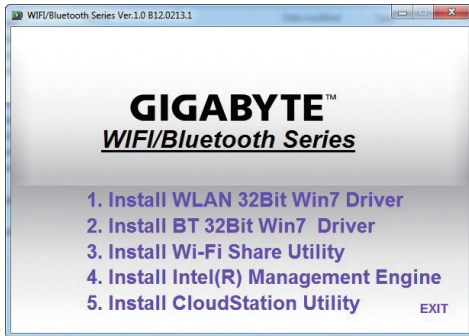 WIFI/Bluetooth Series Ver.1.0 B12.0213.1
GIGABYTE™
WIFI/Bluetooth Series
1. Install WLAN 32Bit Win7 Driver
2. Install BT 32Bit Win7 Driver
3. Install Wi-Fi Share Utility
4. Install Intel(R) Management Engine
5. Install CloudStation Utility
EXIT